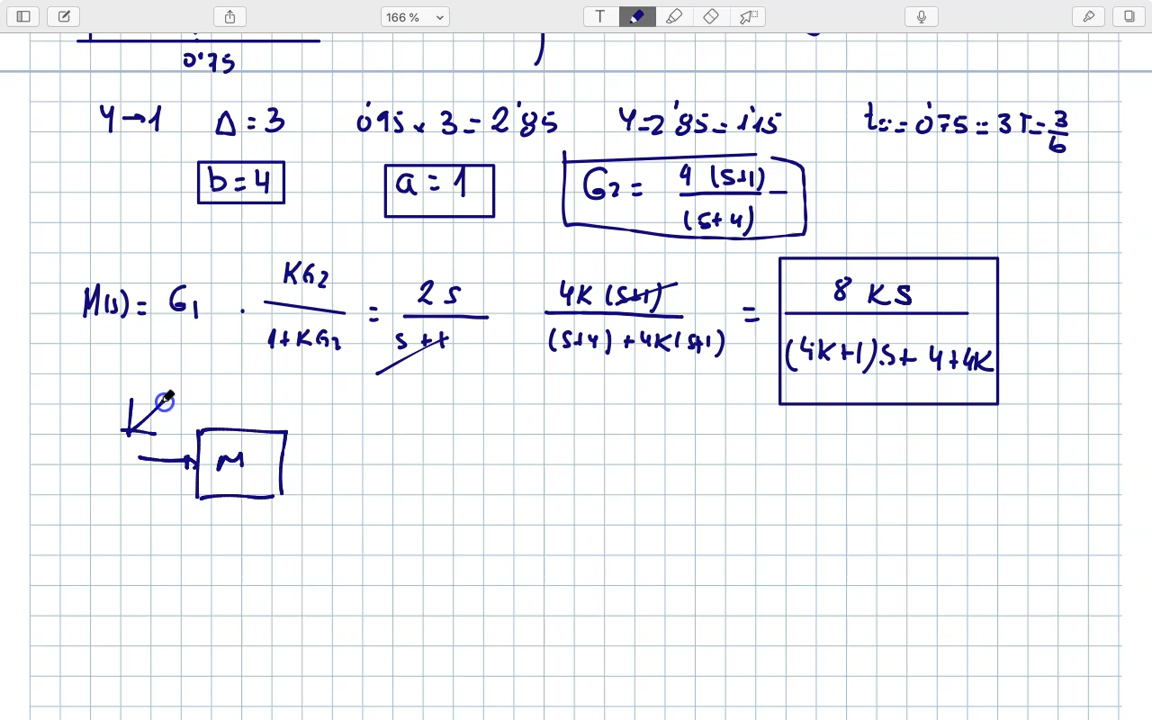 166 %
T
0'75
4→1 Δ = 3 0'95 × 3 = 2'85 4-2'85 = 1'15 ts = 0'75 = 3T = 3/b
b = 4 a = 1 G2 = 4 (s+1) / (s+4)
M(s) = G1 · KG2 / 1+KG2 = 2s / s+1 4K (s+1) / (s+4) + 4K(s+1) = 8 K s / (4K+1).s + 4+4K
M